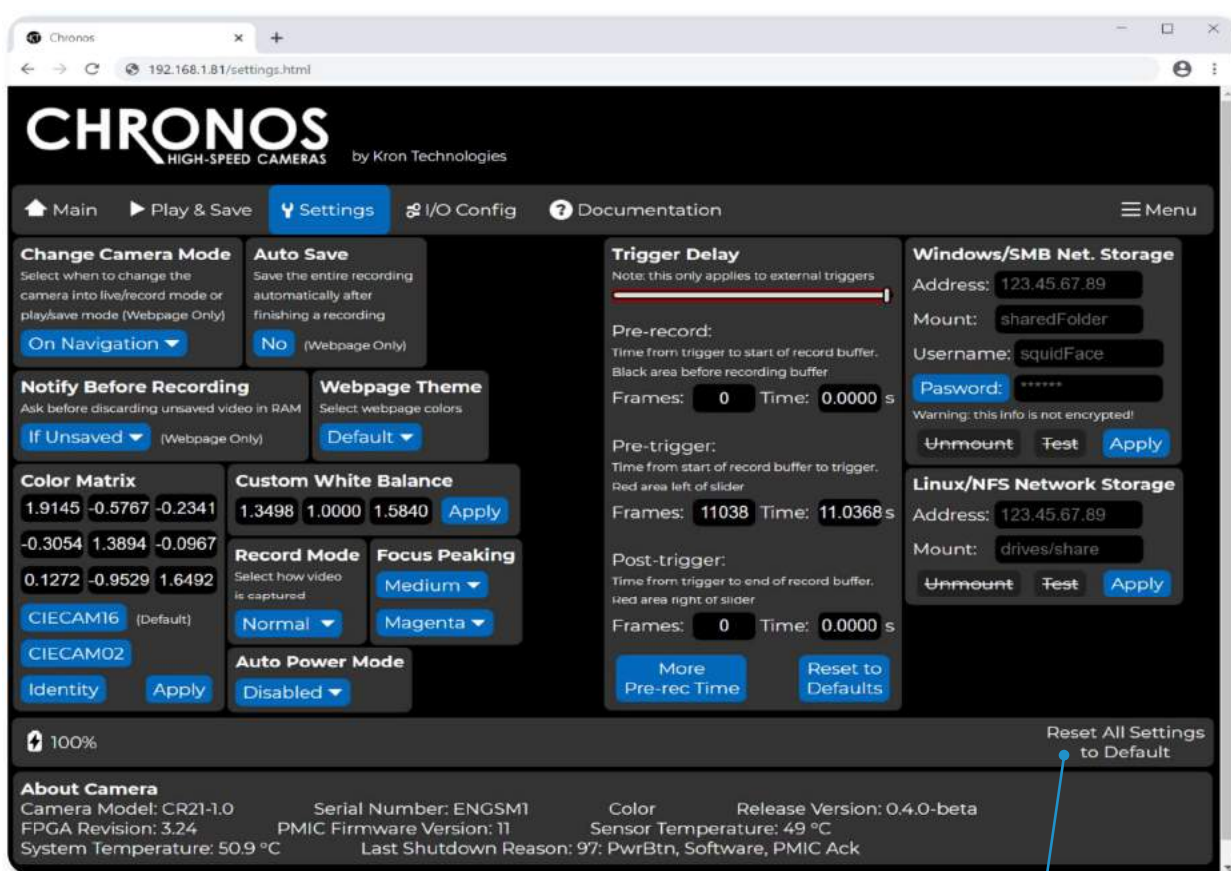 Chronos
192.168.1.81/settings.html
CHRONOS
HIGH-SPEED CAMERAS
by Kron Technologies
Main
Play & Save
Settings
I/O Config
Documentation
Menu
Change Camera Mode
Select when to change the
camera into live/record mode or
play/save mode (Webpage Only)
On Navigation
Auto Save
Save the entire recording
automatically after
finishing a recording
No (Webpage Only)
Notify Before Recording
Ask before discarding unsaved video in RAM
If Unsaved (Webpage Only)
Webpage Theme
Select webpage colors
Default
Color Matrix
1.9145 -0.5767 -0.2341
-0.3054 1.3894 -0.0967
0.1272 -0.9529 1.6492
CIECAM16 (Default)
CIECAM02
Identity Apply
Custom White Balance
1.3498 1.0000 1.5840 Apply
Record Mode
Select how video
is captured
Normal
Focus Peaking
Medium
Magenta
Auto Power Mode
Disabled
Trigger Delay
Note: this only applies to external triggers
Pre-record:
Time from trigger to start of record buffer.
Black area before recording buffer
Frames: 0 Time: 0.0000 s
Pre-trigger:
Time from start of record buffer to trigger.
Red area left of slider
Frames: 11038 Time: 11.0368 s
Post-trigger:
Time from trigger to end of record buffer.
Red area right of slider
Frames: 0 Time: 0.0000 s
More
Pre-rec Time
Reset to
Defaults
Windows/SMB Net. Storage
Address: 123.45.67.89
Mount: sharedFolder
Username: squidFace
Pasword: ******
Warning: this info is not encrypted!
Unmount Test Apply
Linux/NFS Network Storage
Address: 123.45.67.89
Mount: drives/share
Unmount Test Apply
100%
Reset All Settings
to Default
About Camera
Camera Model: CR21-1.0 Serial Number: ENGSM1 Color Release Version: 0.4.0-beta
FPGA Revision: 3.24 PMIC Firmware Version: 11 Sensor Temperature: 49 °C
System Temperature: 50.9 °C Last Shutdown Reason: 97: PwrBtn, Software, PMIC Ack